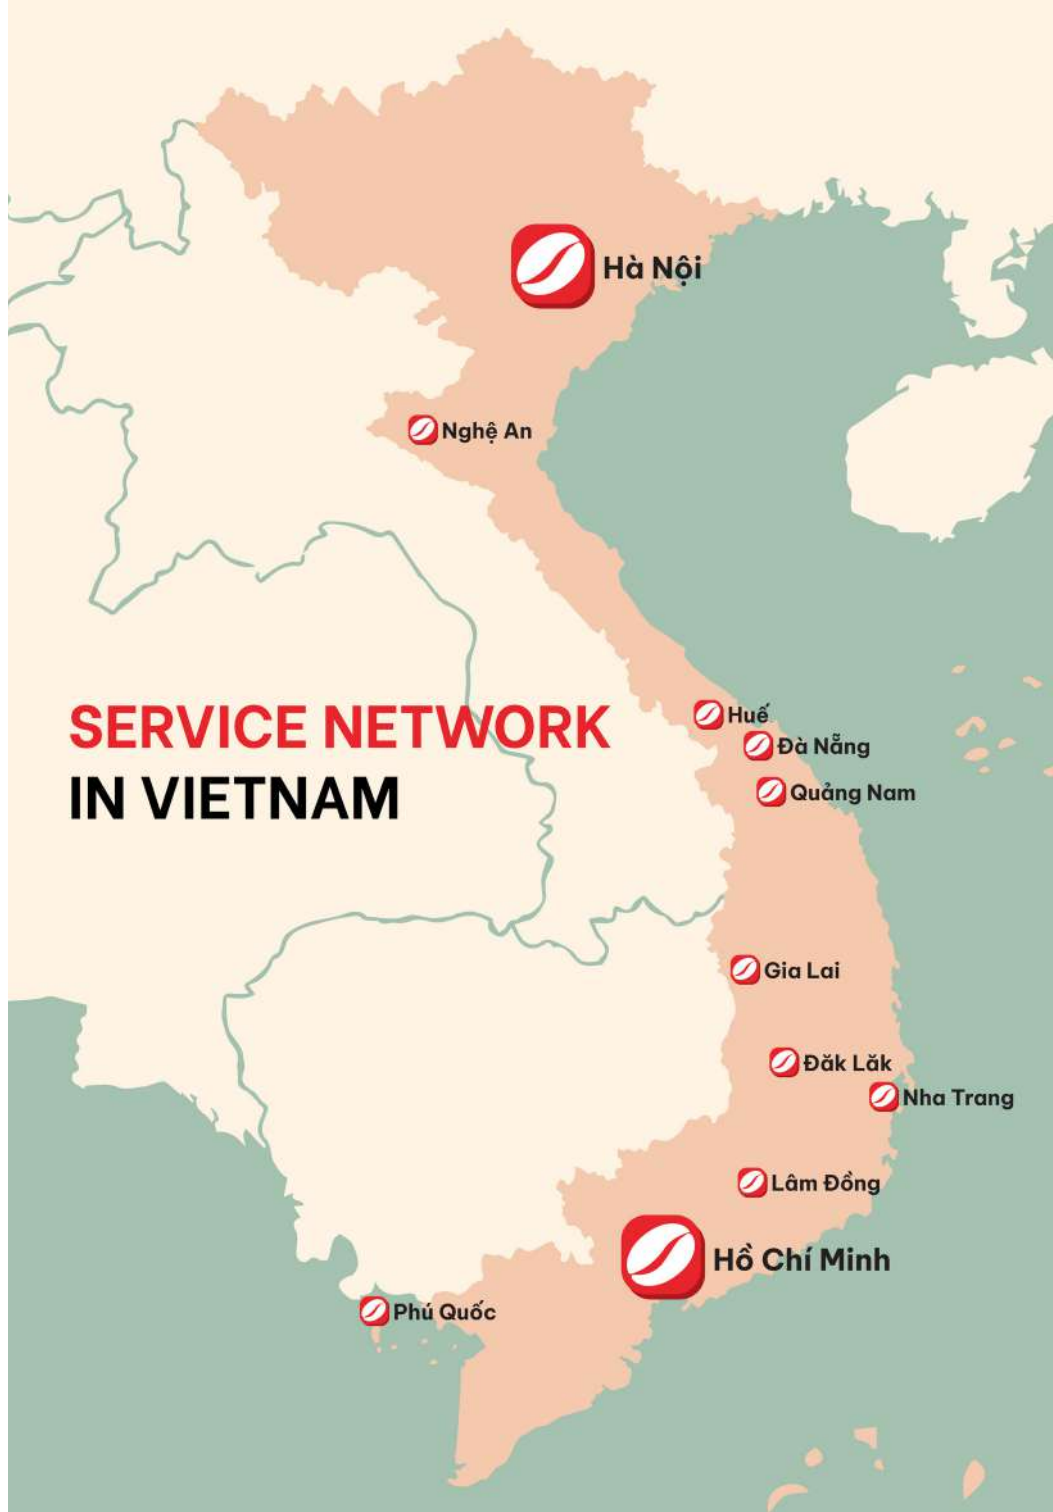 Hà Nội
Nghệ An
SERVICE NETWORK
IN VIETNAM
Huế
Đà Nẵng
Quảng Nam
Gia Lai
Đăk Lăk
Nha Trang
Lâm Đồng
Hồ Chí Minh
Phú Quốc